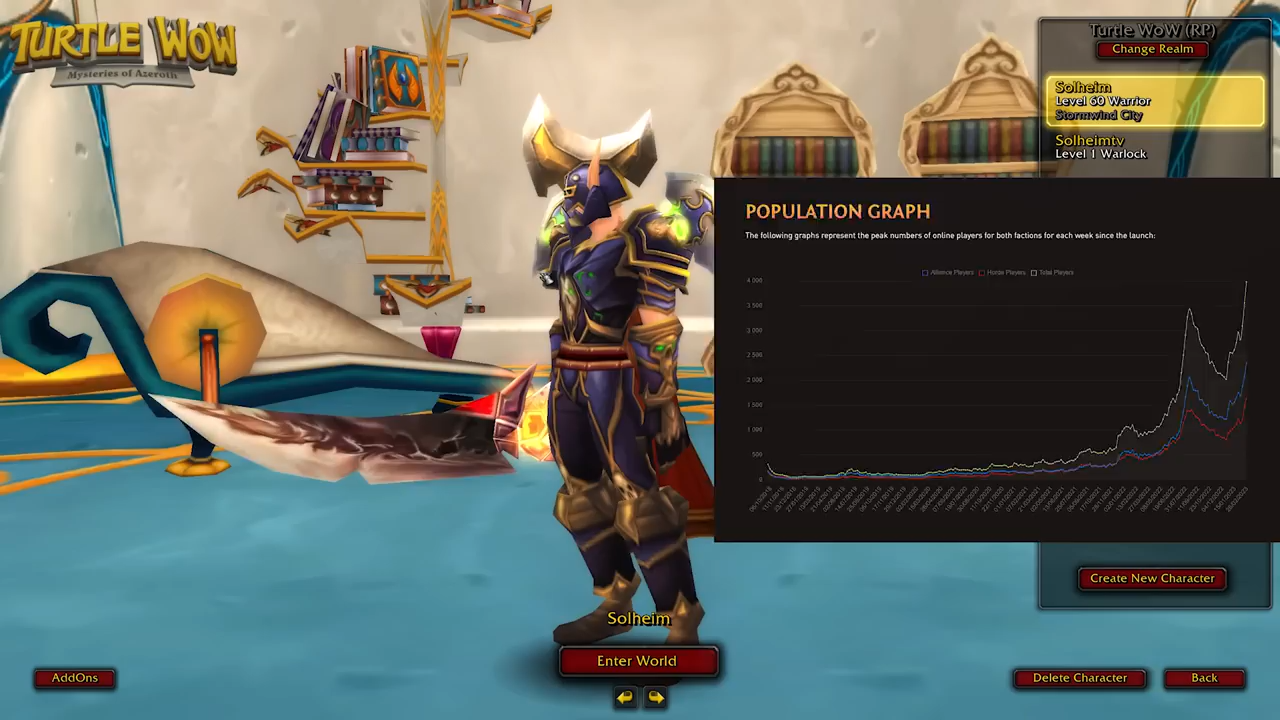 TURTLE WOW
Mysteries of Azeroth
Turtle WoW (RP)
Change Realm
Solheim
Level 60 Warrior
Stormwind City
Solheimtv
Level 1 Warlock
POPULATION GRAPH
The following graphs represent the peak numbers of online players for both factions for each week since the launch:
Alliance Players Horde Players Total Players
4 000
3 500
3 000
2 500
2 000
1 500
1 000
500
0
Create New Character
Solheim
Enter World
AddOns
Delete Character
Back